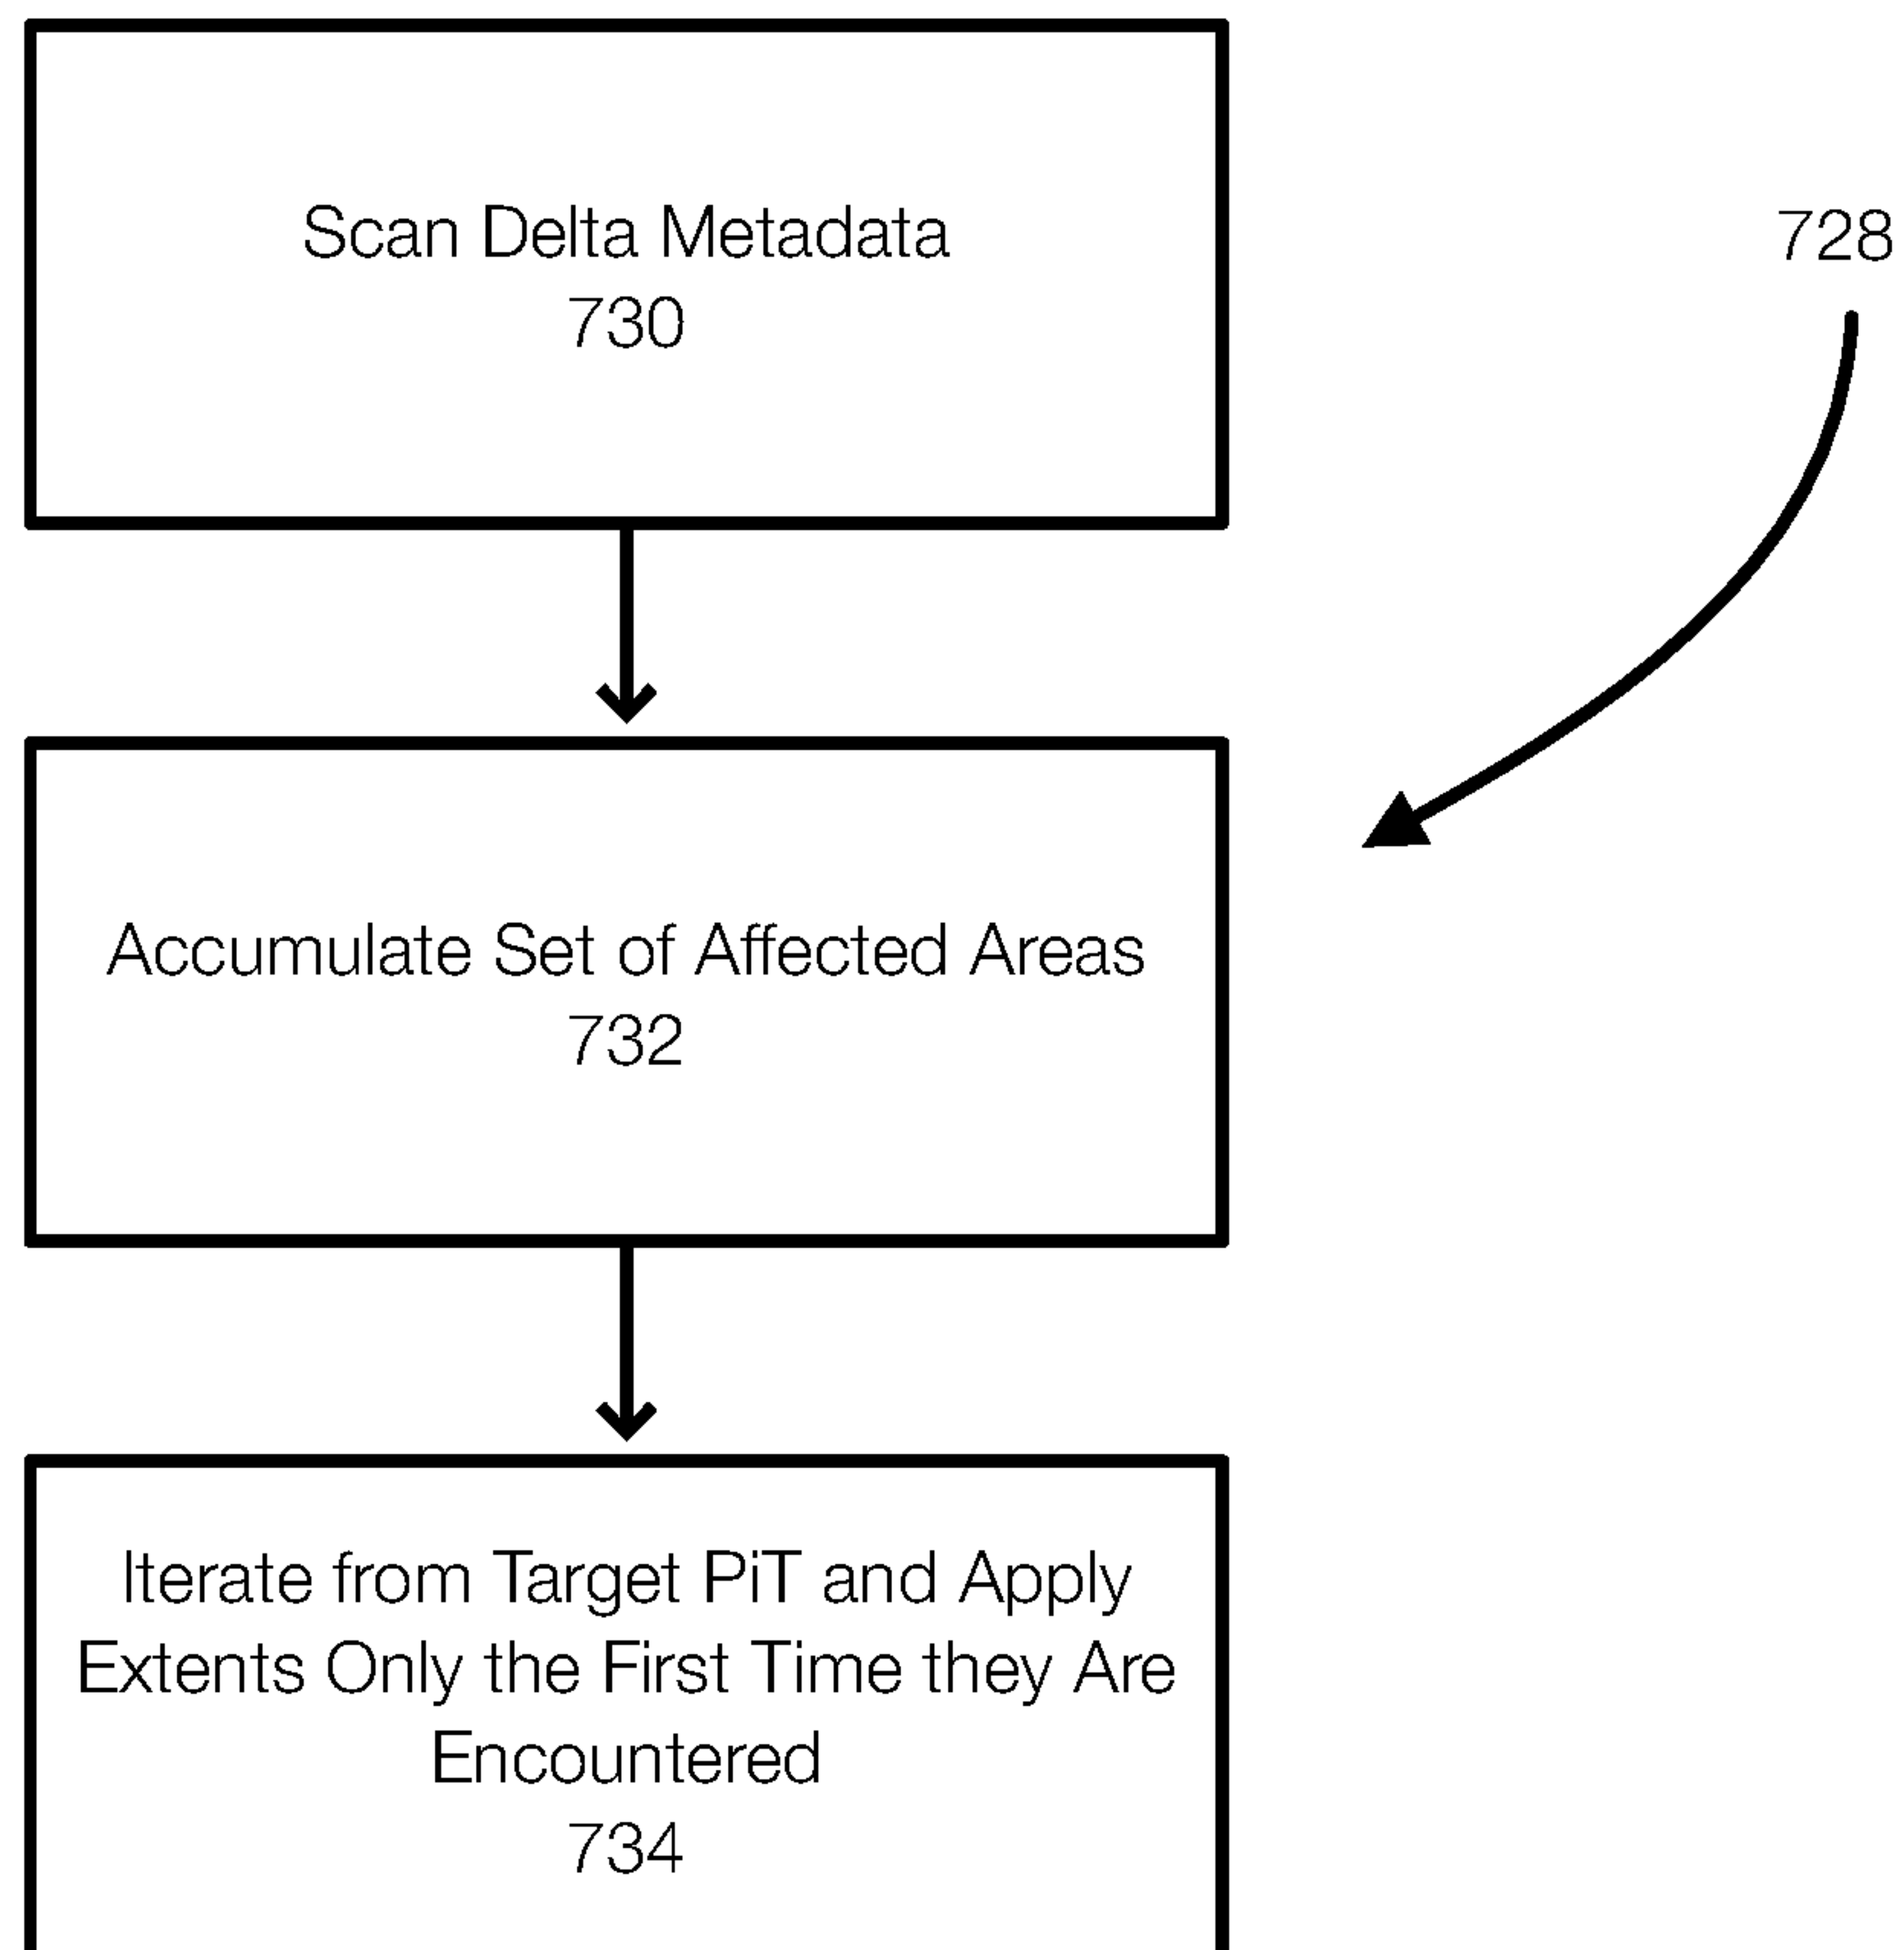 Scan Delta Metadata
730
728
Accumulate Set of Affected Areas
732
Iterate from Target PiT and Apply
Extents Only the First Time they Are
Encountered
734